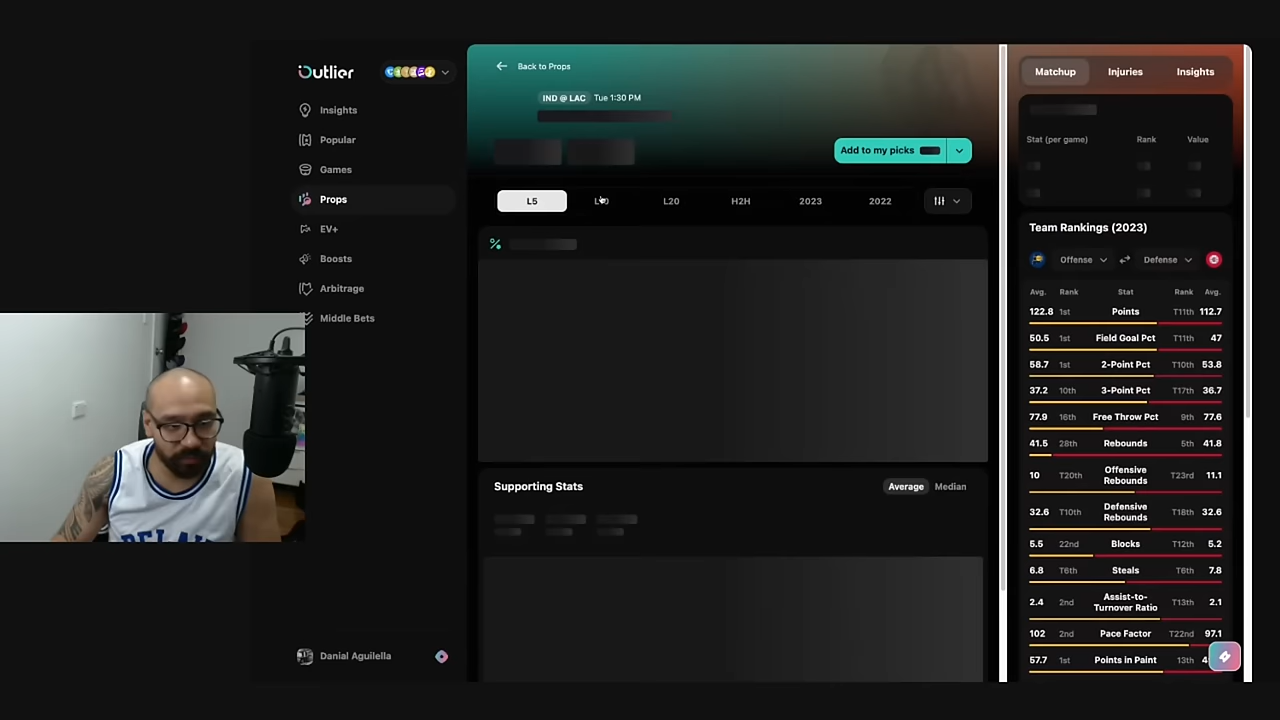 Outlier
Insights
Popular
Games
Props
EV+
Boosts
Arbitrage
Middle Bets
Danial Aguilella
Back to Props
IND @ LAC Tue 1:30 PM
Add to my picks
L5 L20 H2H 2023 2022
%
Supporting Stats Average Median
Matchup Injuries Insights
Stat (per game) Rank Value
Team Rankings (2023)
Offense Defense
Avg. Rank Stat Rank Avg.
122.8 1st Points T11th 112.7
50.5 1st Field Goal Pct T11th 47
58.7 1st 2-Point Pct T10th 53.8
37.2 10th 3-Point Pct T17th 36.7
77.9 16th Free Throw Pct 9th 77.6
41.5 28th Rebounds 5th 41.8
10 T20th Offensive Rebounds T23rd 11.1
32.6 T10th Defensive Rebounds T18th 32.6
5.5 22nd Blocks T12th 5.2
6.8 T6th Steals T6th 7.8
2.4 2nd Assist-to-Turnover Ratio T13th 2.1
102 2nd Pace Factor T22nd 97.1
57.7 1st Points in Paint 13th